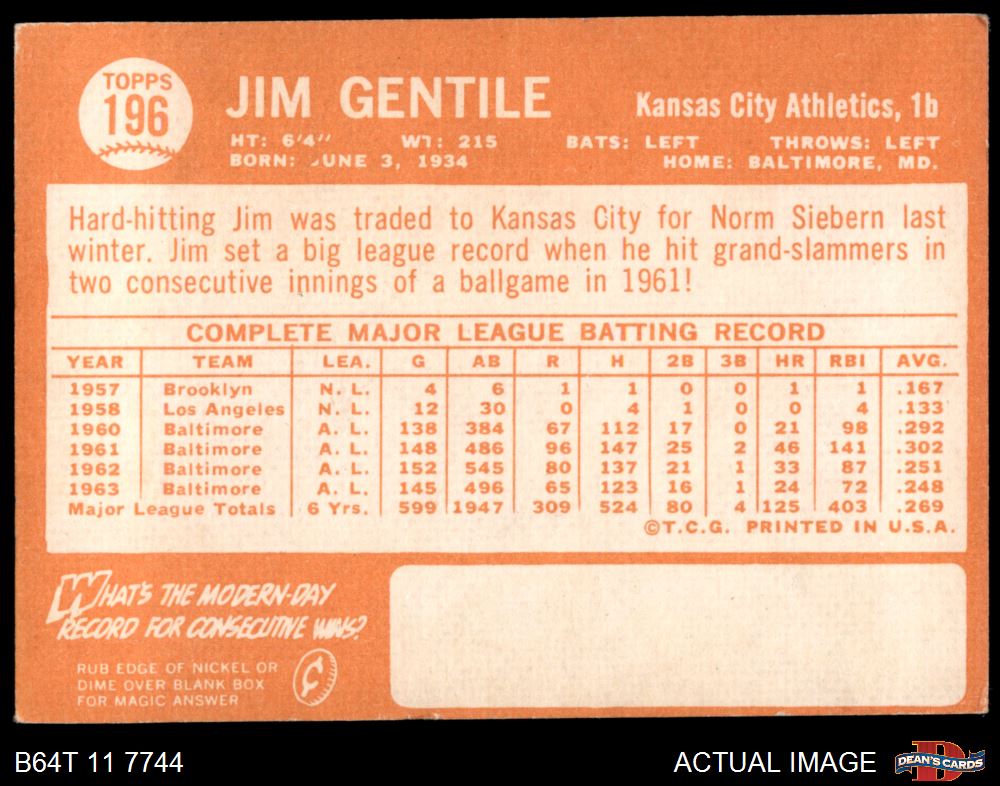 TOPPS
196
JIM GENTILE
Kansas City Athletics, 1b
HT: 6'4" WT: 215 BATS: LEFT THROWS: LEFT
BORN: JUNE 3, 1934 HOME: BALTIMORE, MD.
Hard-hitting Jim was traded to Kansas City for Norm Siebern last
winter. Jim set a big league record when he hit grand-slammers in
two consecutive innings of a ballgame in 1961!
COMPLETE MAJOR LEAGUE BATTING RECORD
YEAR TEAM LEA. G AB R H 2B 3B HR RBI AVG.
1957 Brooklyn N. L. 4 6 1 1 0 0 1 1 .167
1958 Los Angeles N. L. 12 30 0 4 1 0 0 4 .133
1960 Baltimore A. L. 138 384 67 112 17 0 21 98 .292
1961 Baltimore A. L. 148 486 96 147 25 2 46 141 .302
1962 Baltimore A. L. 152 545 80 137 21 1 33 87 .251
1963 Baltimore A. L. 145 496 65 123 16 1 24 72 .248
Major League Totals 6 Yrs. 599 1947 309 524 80 4 125 403 .269
©T.C.G. PRINTED IN U.S.A.
WHAT'S THE MODERN-DAY
RECORD FOR CONSECUTIVE WINS?
RUB EDGE OF NICKEL OR
DIME OVER BLANK BOX
FOR MAGIC ANSWER
¢
B64T 11 7744
ACTUAL IMAGE
D
DEAN'S CARDS